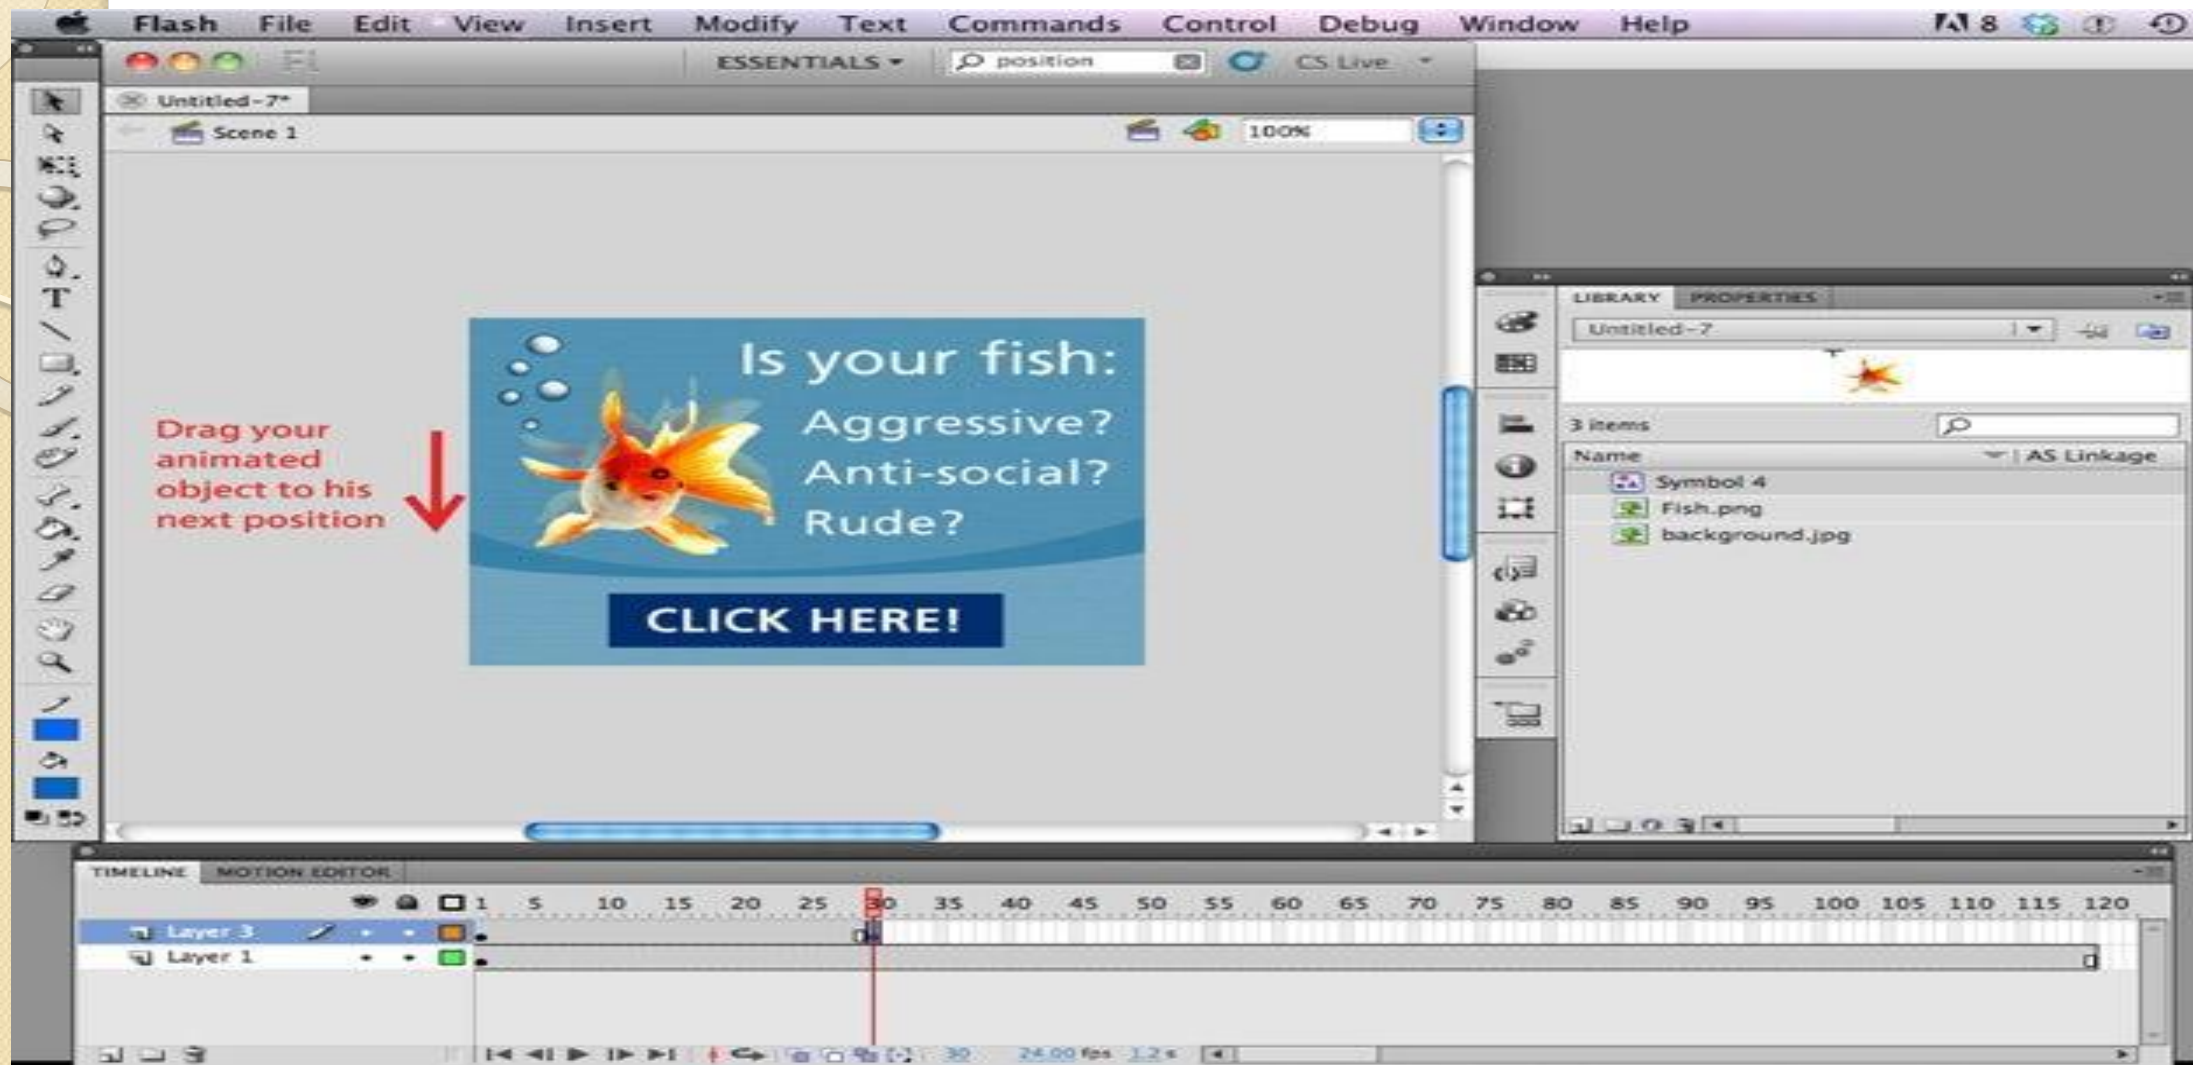 Flash File Edit View Insert Modify Text Commands Control Debug Window Help 8
Fl ESSENTIALS position CS Live
Untitled-7*
Scene 1 100%
Is your fish:
Aggressive?
Anti-social?
Rude?
CLICK HERE!
Drag your
animated
object to his
next position
T
LIBRARY PROPERTIES
Untitled-7
3 items
Name AS Linkage
Symbol 4
Fish.png
background.jpg
TIMELINE MOTION EDITOR
1 5 10 15 20 25 30 35 40 45 50 55 60 65 70 75 80 85 90 95 100 105 110 115 120
Layer 3
Layer 1
30 24.00 fps 1.2 s